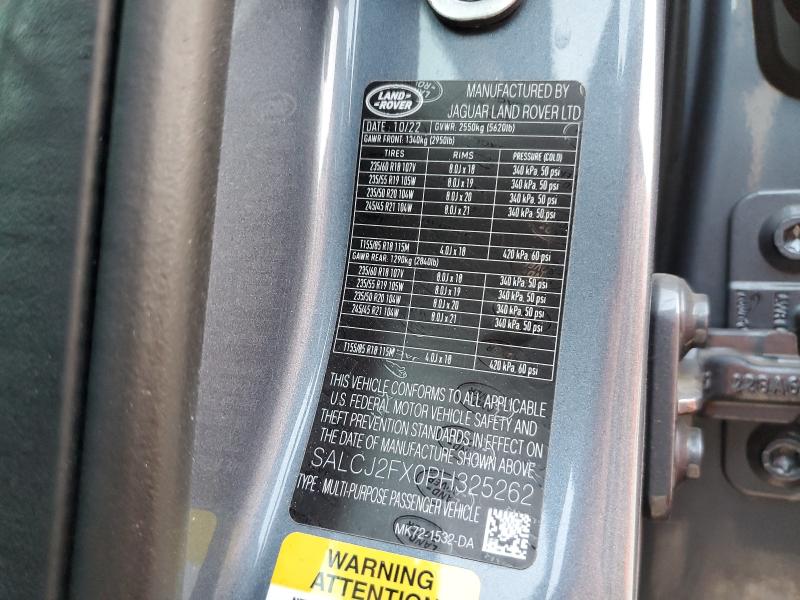 LAND-
-ROVER
MANUFACTURED BY
JAGUAR LAND ROVER LTD
DATE: 10/22 GVWR: 2550kg (5620lb)
GAWR FRONT: 1340kg (2950lb)
TIRES RIMS PRESSURE (COLD)
235/60 R18 107V 8.0J x 18 340 kPa, 50 psi
235/55 R19 105W 8.0J x 19 340 kPa, 50 psi
235/50 R20 104W 8.0J x 20 340 kPa, 50 psi
245/45 R21 104W 8.0J x 21 340 kPa, 50 psi
T155/85 R18 115M 4.0J x 18 420 kPa, 60 psi
GAWR REAR: 1290kg (2840lb)
235/60 R18 107V 8.0J x 18 340 kPa, 50 psi
235/55 R19 105W 8.0J x 19 340 kPa, 50 psi
235/50 R20 104W 8.0J x 20 340 kPa, 50 psi
245/45 R21 104W 8.0J x 21 340 kPa, 50 psi
T155/85 R18 115M 4.0J x 18 420 kPa, 60 psi
THIS VEHICLE CONFORMS TO ALL APPLICABLE
U.S. FEDERAL MOTOR VEHICLE SAFETY AND
THEFT PREVENTION STANDARDS IN EFFECT ON
THE DATE OF MANUFACTURE SHOWN ABOVE
SALCJ2FX0PH325262
TYPE: MULTI-PURPOSE PASSENGER VEHICLE
MK72-1532-DA
WARNING
ATTENTION